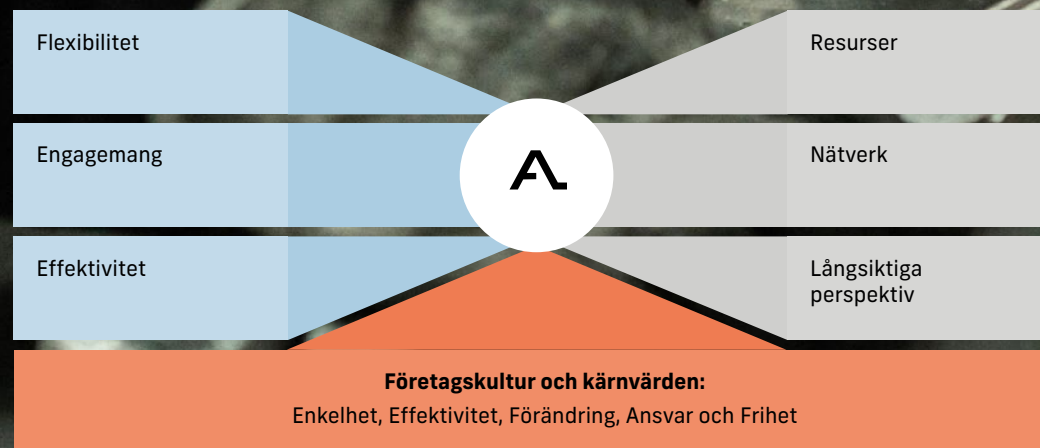 Flexibilitet
Engagemang
Effektivitet
Resurser
Nätverk
Långsiktiga
perspektiv
Företagskultur och kärnvärden:
Enkelhet, Effektivitet, Förändring, Ansvar och Frihet